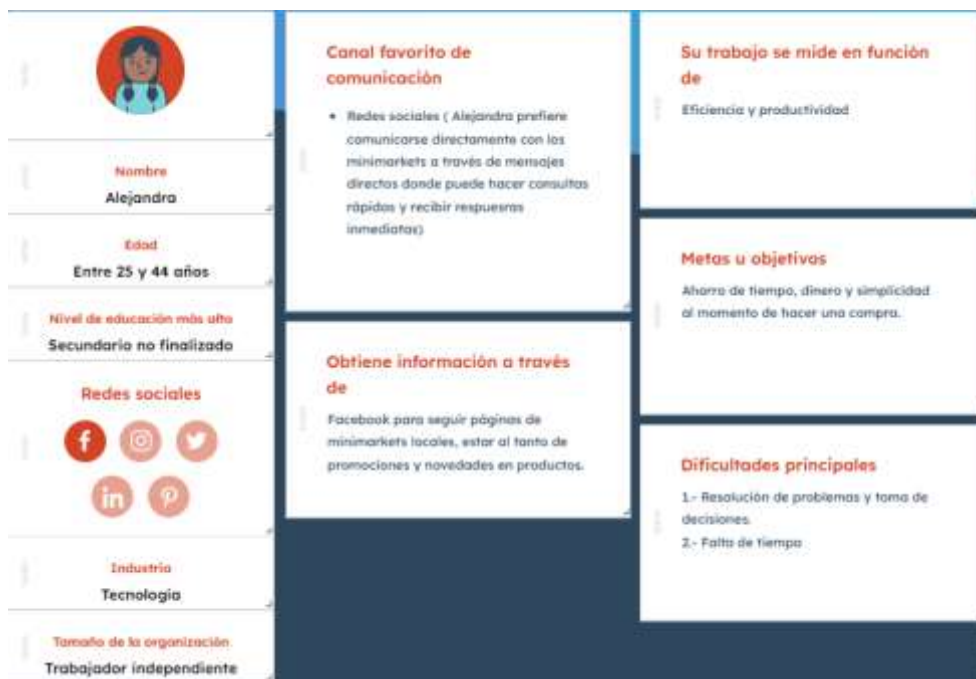 Nombre
Alejandra
Edad
Entre 25 y 44 años
Nivel de educación más alto
Secundario no finalizado
Redes sociales
Industria
Tecnología
Tamaño de la organización
Trabajador independiente
Canal favorito de
comunicación
• Redes sociales ( Alejandra prefiere
comunicarse directamente con los
minimarkets a través de mensajes
directos donde puede hacer consultas
rápidas y recibir respuesras
inmediatas)
Obtiene información a través
de
Facebook para seguir páginas de
minimarkets locales, estar al tanto de
promociones y novedades en productos.
Su trabajo se mide en función
de
Eficiencia y productividad
Metas u objetivos
Ahorro de tiempo, dinero y simplicidad
al momento de hacer una compra.
Dificultades principales
1.- Resolución de problemas y toma de
decisiones.
2.- Falta de tiempo